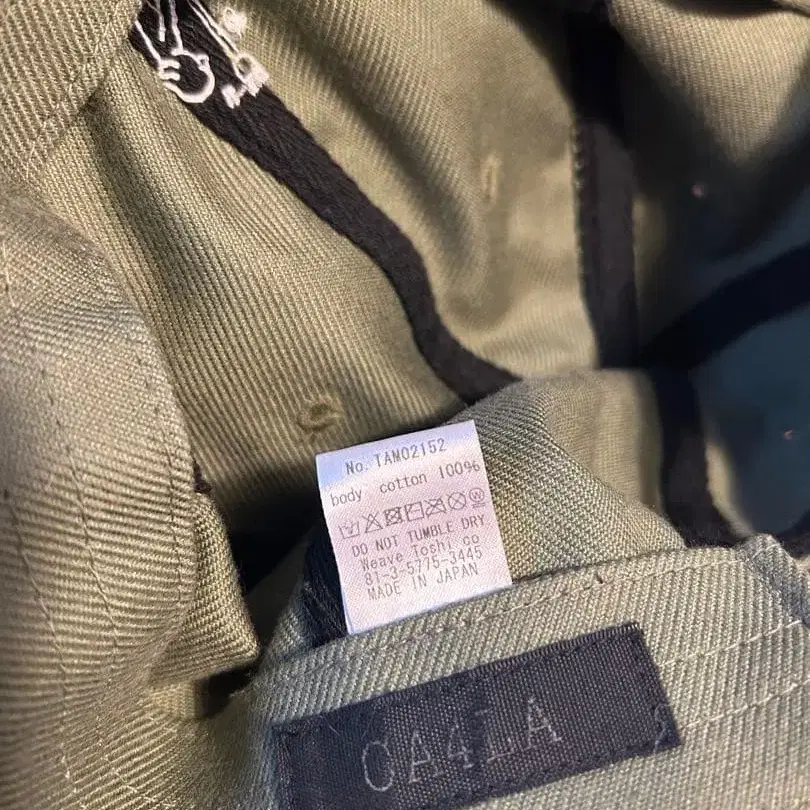 No. TAM02152
body cotton 100%
DO NOT TUMBLE DRY
Weave Toshi co
81-3-5775-3445
MADE IN JAPAN
CA4LA